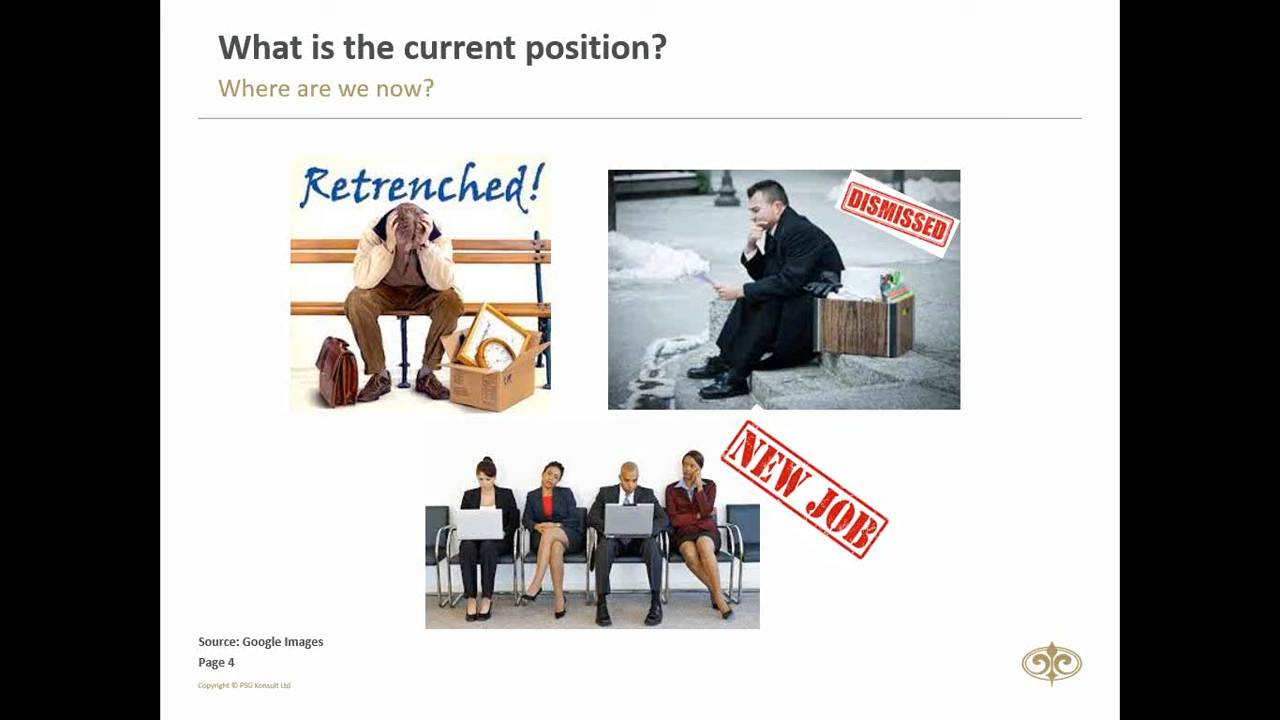 What is the current position?
Where are we now?
Retrenched!
DISMISSED
NEW JOB
Source: Google Images
Page 4
Copyright © PSG Konsult Ltd